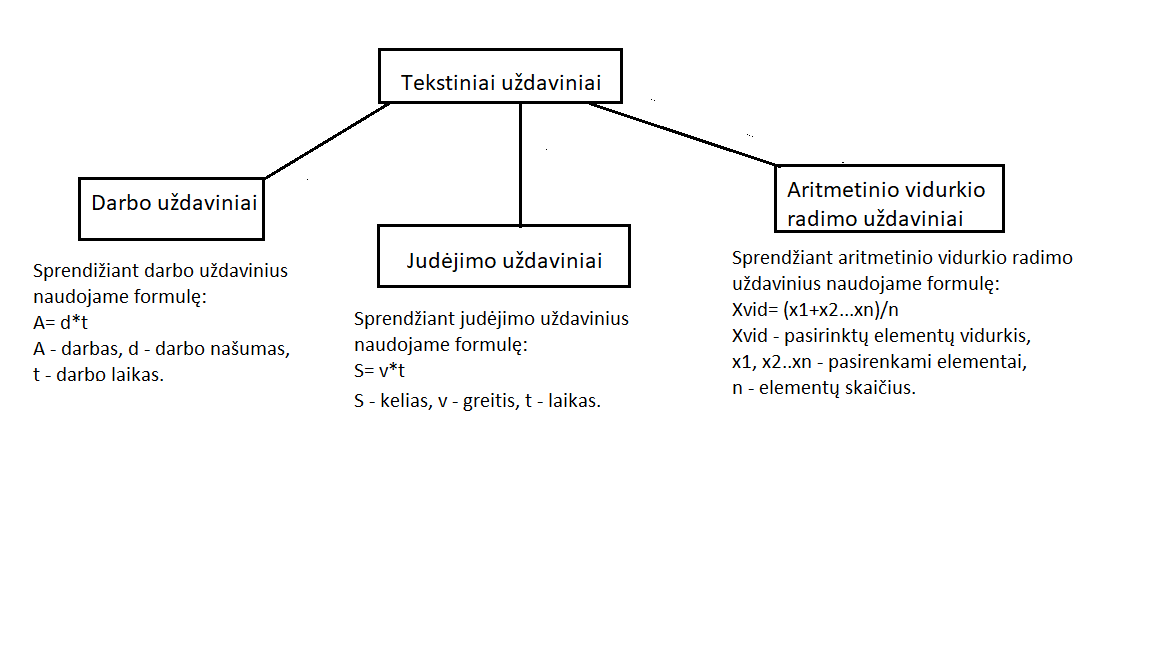 Tekstiniai uždaviniai
Darbo uždaviniai
Sprendižiant darbo uždavinius
naudojame formulę:
A= d*t
A - darbas, d - darbo našumas,
t - darbo laikas.
Judėjimo uždaviniai
Sprendžiant judėjimo uždavinius
naudojame formulę:
S= v*t
S - kelias, v - greitis, t - laikas.
Aritmetinio vidurkio
radimo uždaviniai
Sprendžiant aritmetinio vidurkio radimo
uždavinius naudojame formulę:
Xvid= (x1+x2...xn)/n
Xvid - pasirinktų elementų vidurkis,
x1, x2..xn - pasirenkami elementai,
n - elementų skaičius.